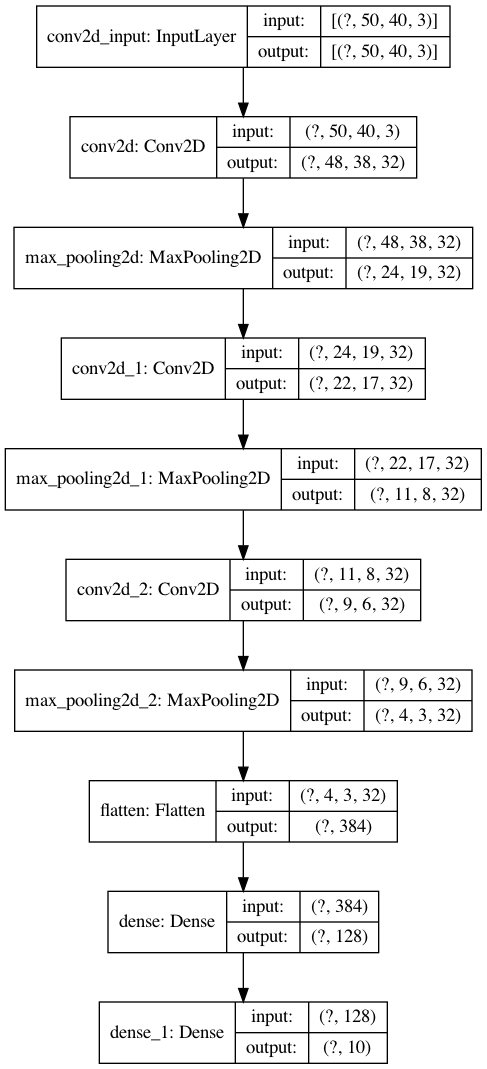 conv2d_input: InputLayer
input: [(?, 50, 40, 3)]
output: [(?, 50, 40, 3)]
conv2d: Conv2D
input: (?, 50, 40, 3)
output: (?, 48, 38, 32)
max_pooling2d: MaxPooling2D
input: (?, 48, 38, 32)
output: (?, 24, 19, 32)
conv2d_1: Conv2D
input: (?, 24, 19, 32)
output: (?, 22, 17, 32)
max_pooling2d_1: MaxPooling2D
input: (?, 22, 17, 32)
output: (?, 11, 8, 32)
conv2d_2: Conv2D
input: (?, 11, 8, 32)
output: (?, 9, 6, 32)
max_pooling2d_2: MaxPooling2D
input: (?, 9, 6, 32)
output: (?, 4, 3, 32)
flatten: Flatten
input: (?, 4, 3, 32)
output: (?, 384)
dense: Dense
input: (?, 384)
output: (?, 128)
dense_1: Dense
input: (?, 128)
output: (?, 10)